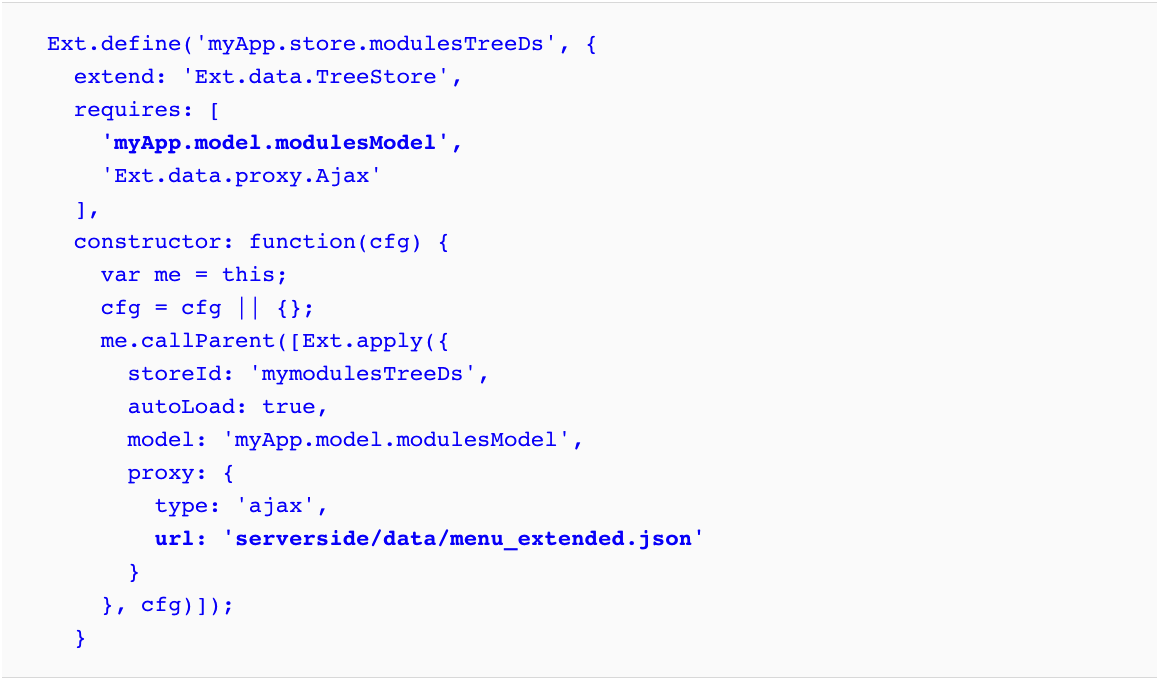 Ext.define('myApp.store.modulesTreeDs', {
  extend: 'Ext.data.TreeStore',
  requires: [
    'myApp.model.modulesModel',
    'Ext.data.proxy.Ajax'
  ],
  constructor: function(cfg) {
    var me = this;
    cfg = cfg || {};
    me.callParent([Ext.apply({
      storeId: 'mymodulesTreeDs',
      autoLoad: true,
      model: 'myApp.model.modulesModel',
      proxy: {
        type: 'ajax',
        url: 'serverside/data/menu_extended.json'
      }
    }, cfg)]);
  }